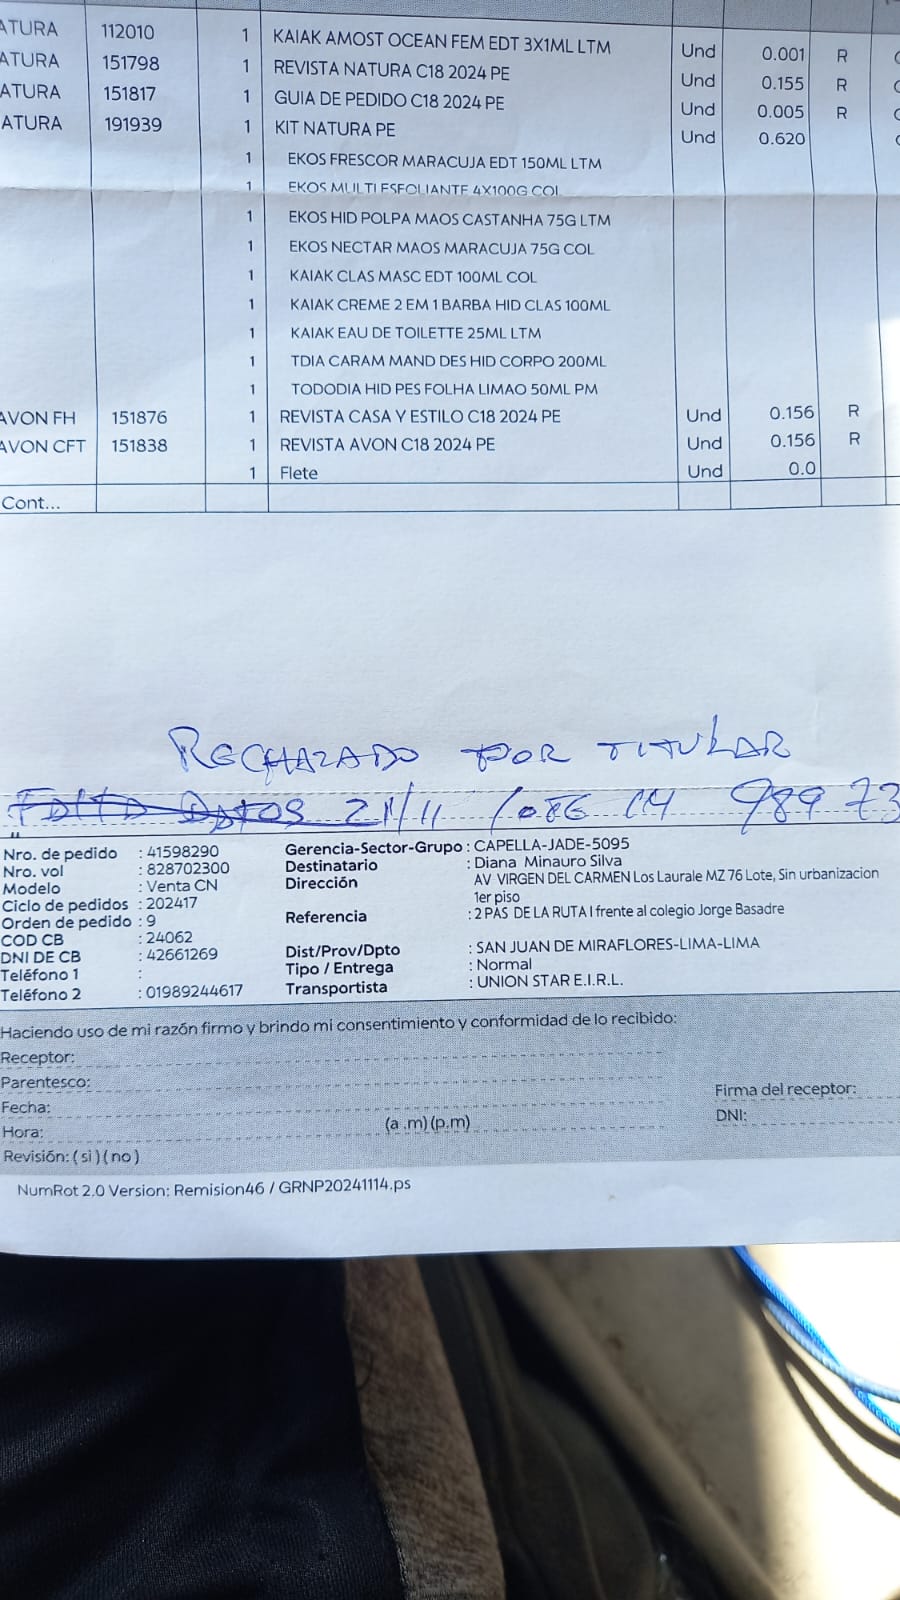 ATURA 112010 1 KAIAK AMOST OCEAN FEM EDT 3X1ML LTM Und 0.001 R
ATURA 151798 1 REVISTA NATURA C18 2024 PE Und 0.155 R
ATURA 151817 1 GUIA DE PEDIDO C18 2024 PE Und 0.005 R
ATURA 191939 1 KIT NATURA PE Und 0.620
1 EKOS FRESCOR MARACUJA EDT 150ML LTM
1 EKOS MULTI ESFOLIANTE 4X100G COL
1 EKOS HID POLPA MAOS CASTANHA 75G LTM
1 EKOS NECTAR MAOS MARACUJA 75G COL
1 KAIAK CLAS MASC EDT 100ML COL
1 KAIAK CREME 2 EM 1 BARBA HID CLAS 100ML
1 KAIAK EAU DE TOILETTE 25ML LTM
1 TDIA CARAM MAND DES HID CORPO 200ML
1 TODODIA HID PES FOLHA LIMAO 50ML PM
AVON FH 151876 1 REVISTA CASA Y ESTILO C18 2024 PE Und 0.156 R
AVON CFT 151838 1 REVISTA AVON C18 2024 PE Und 0.156 R
1 Flete Und 0.0
Cont...
RECHAZADO POR TITULAR
21/11 989 73
Nro. de pedido : 41598290
Nro. vol : 828702300
Modelo : Venta CN
Ciclo de pedidos : 202417
Orden de pedido : 9
COD CB : 24062
DNI DE CB : 42661269
Teléfono 1 :
Teléfono 2 : 01989244617
Gerencia-Sector-Grupo : CAPELLA-JADE-5095
Destinatario : Diana Minauro Silva
Dirección AV VIRGEN DEL CARMEN Los Laurale MZ 76 Lote, Sin urbanizacion
1er piso
Referencia : 2 PAS DE LA RUTA I frente al colegio Jorge Basadre
Dist/Prov/Dpto : SAN JUAN DE MIRAFLORES-LIMA-LIMA
Tipo / Entrega : Normal
Transportista : UNION STAR E.I.R.L.
Haciendo uso de mi razón firmo y brindo mi consentimiento y conformidad de lo recibido:
Receptor:
Parentesco:
Fecha:
Hora: (a .m) (p.m)
Revisión: ( si ) ( no )
Firma del receptor:
DNI:
NumRot 2.0 Version: Remision46 / GRNP20241114.ps